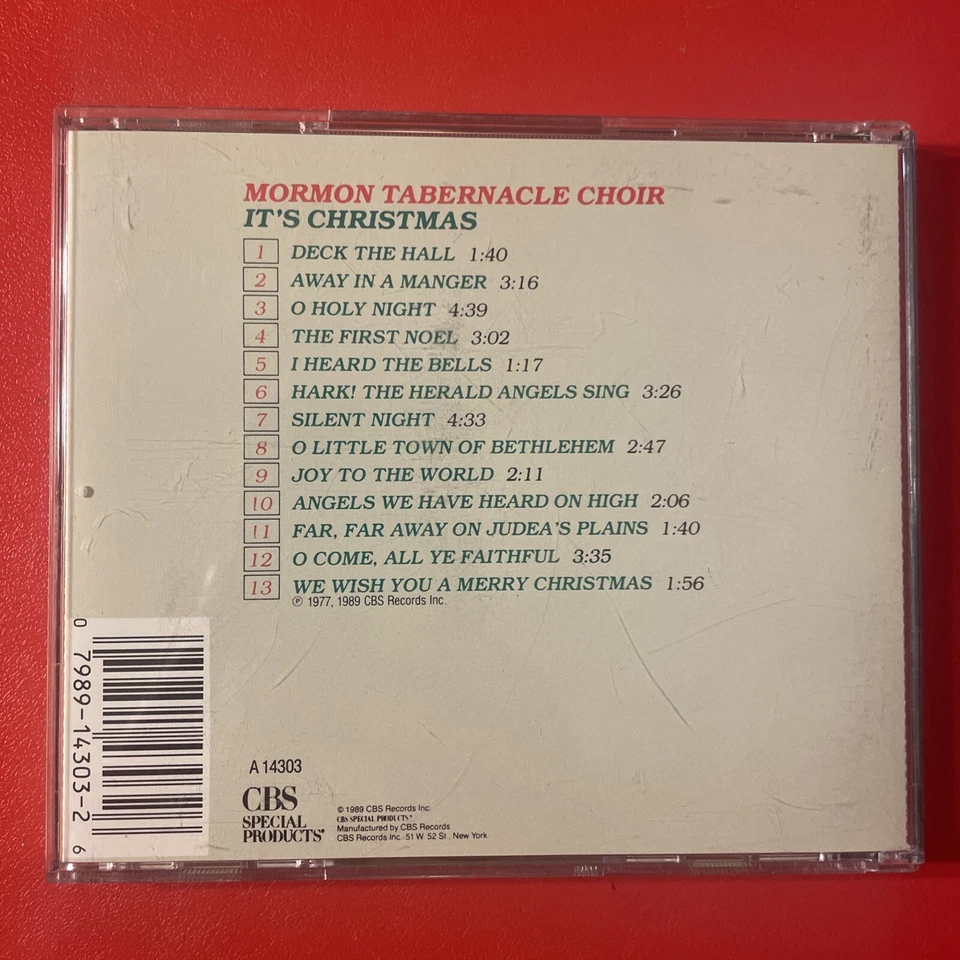 MORMON TABERNACLE CHOIR
IT'S CHRISTMAS
1 DECK THE HALL 1:40
2 AWAY IN A MANGER 3:16
3 O HOLY NIGHT 4:39
4 THE FIRST NOEL 3:02
5 I HEARD THE BELLS 1:17
6 HARK! THE HERALD ANGELS SING 3:26
7 SILENT NIGHT 4:33
8 O LITTLE TOWN OF BETHLEHEM 2:47
9 JOY TO THE WORLD 2:11
10 ANGELS WE HAVE HEARD ON HIGH 2:06
11 FAR, FAR AWAY ON JUDEA'S PLAINS 1:40
12 O COME, ALL YE FAITHFUL 3:35
13 WE WISH YOU A MERRY CHRISTMAS 1:56
℗ 1977, 1989 CBS Records Inc.
0 7989-14303-2 6
A 14303
CBS
SPECIAL
PRODUCTS
© 1989 CBS Records Inc.
CBS SPECIAL PRODUCTS
Manufactured by CBS Records
CBS Records Inc. 51 W. 52 St., New York